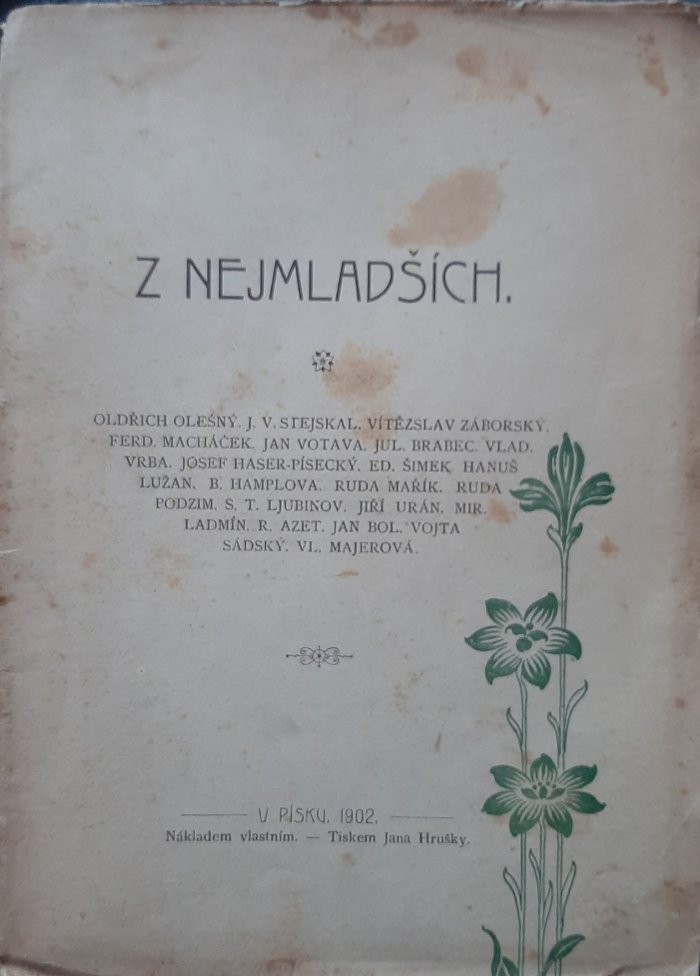 Z NEJMLADŠÍCH.
OLDŘICH OLEŠNÝ. J. V. STEJSKAL. VÍTĚZSLAV ZÁBORSKÝ.
FERD. MACHÁČEK. JAN VOTAVA. JUL. BRABEC. VLAD.
VRBA. JOSEF HASER-PÍSECKÝ. ED. ŠIMEK. HANUŠ
LUŽAN. B. HAMPLOVA. RUDA MAŘÍK. RUDA
PODZIM. S. T. LJUBINOV. JIŘÍ URÁN. MIR.
LADMÍN. R. AZET. JAN BOL. VOJTA
SÁDSKÝ. VL. MAJEROVÁ.
V PÍSKU. 1902.
Nákladem vlastním. — Tiskem Jana Hrušky.